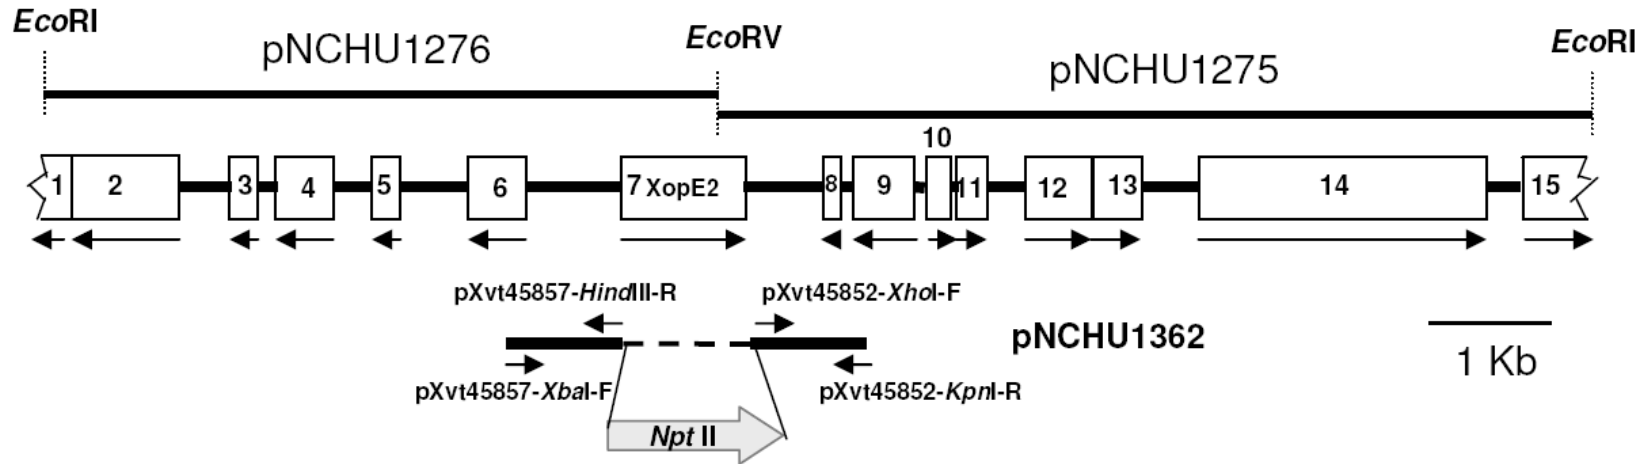 EcoRI
pNCHU1276
EcoRV
pNCHU1275
EcoRI
10
1 2 3 4 5 6 7 XopE2 8 9 11 12 13 14 15
pXvt45857-HindIII-R
pXvt45852-XhoI-F
pNCHU1362
1 Kb
pXvt45857-XbaI-F
pXvt45852-KpnI-R
Npt II